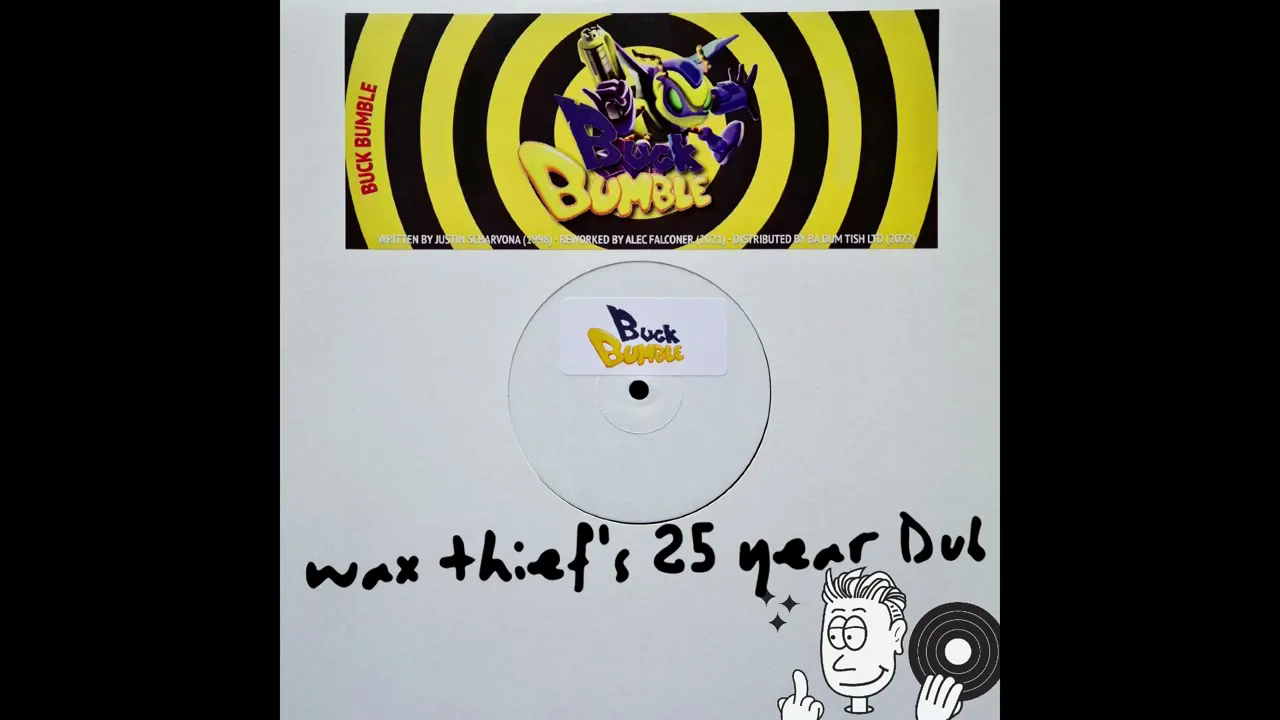 BUCK BUMBLE
BUCK
BUMBLE
WRITTEN BY JUSTIN SCHARVONA (1998) - REWORKED BY ALEC FALCONER (2021) - DISTRIBUTED BY BA DUM TISH LTD (2022)
BUCK
BUMBLE
wax thief's 25 year Dub